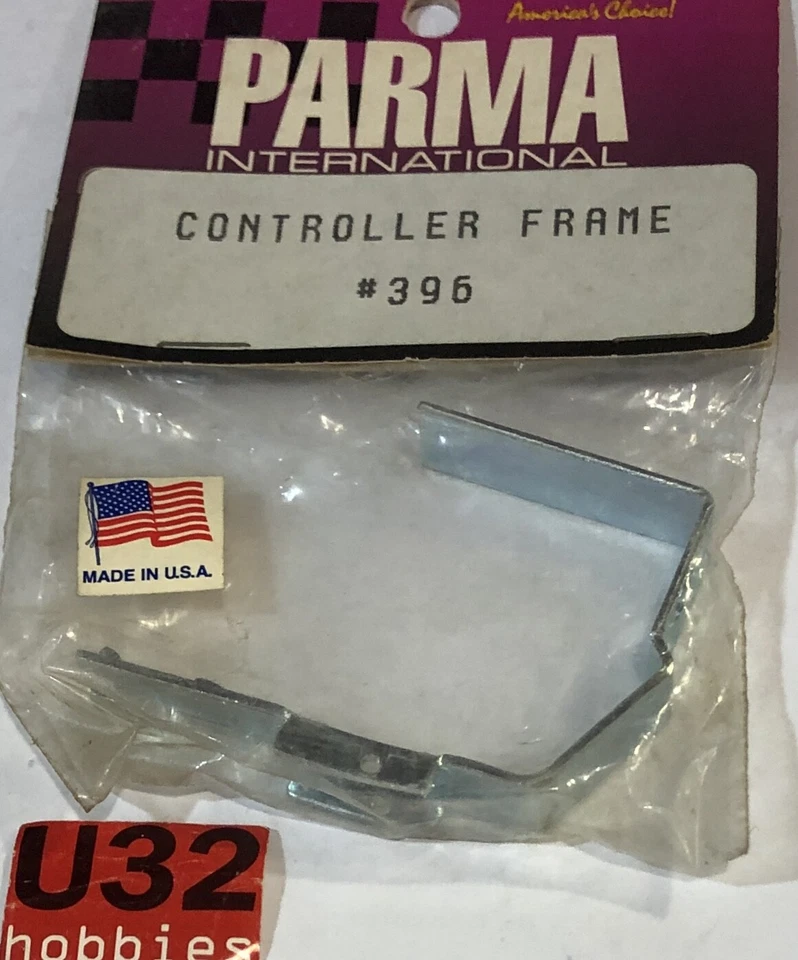 America's Choice!
PARMA
INTERNATIONAL
CONTROLLER FRAME
#396
MADE IN U.S.A.
U32
hobbies